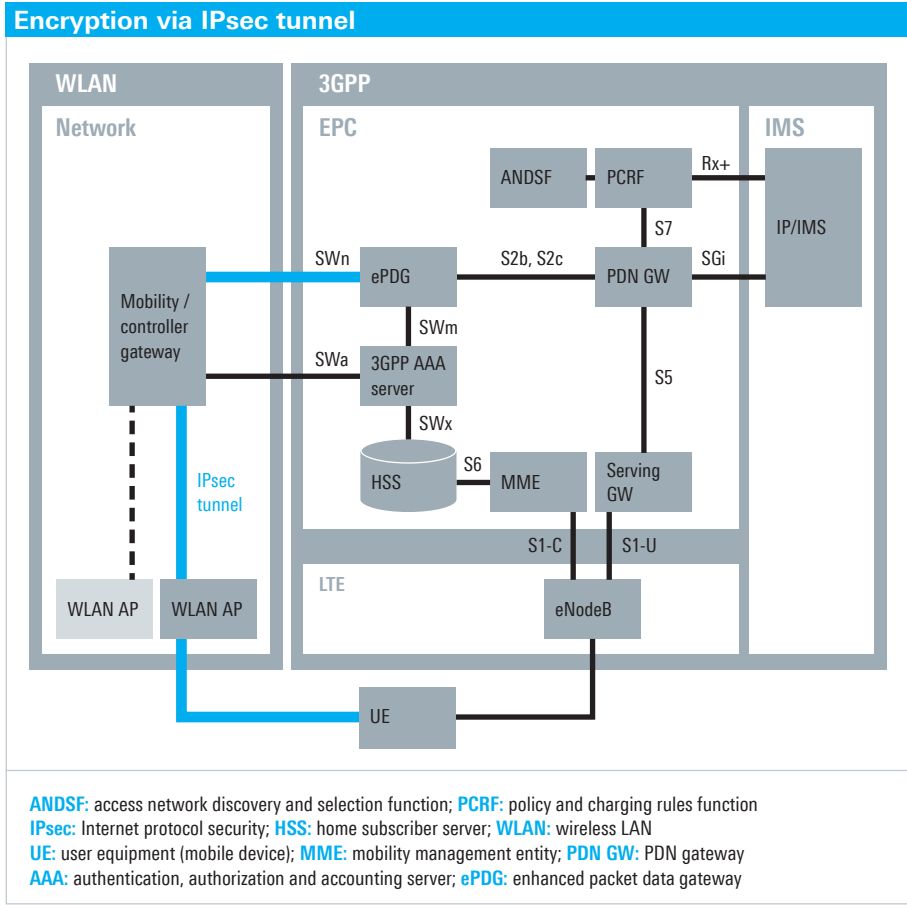 Encryption via IPsec tunnel
WLAN
3GPP
Network
EPC
IMS
ANDSF
PCRF
Rx+
IP/IMS
S7
SWn
ePDG
S2b, S2c
PDN GW
SGi
Mobility /
controller
gateway
SWm
SWa
3GPP AAA
server
S5
SWx
HSS
S6
MME
Serving
GW
IPsec
tunnel
S1-C
S1-U
LTE
WLAN AP
WLAN AP
eNodeB
UE
ANDSF: access network discovery and selection function; PCRF: policy and charging rules function
IPsec: Internet protocol security; HSS: home subscriber server; WLAN: wireless LAN
UE: user equipment (mobile device); MME: mobility management entity; PDN GW: PDN gateway
AAA: authentication, authorization and accounting server; ePDG: enhanced packet data gateway